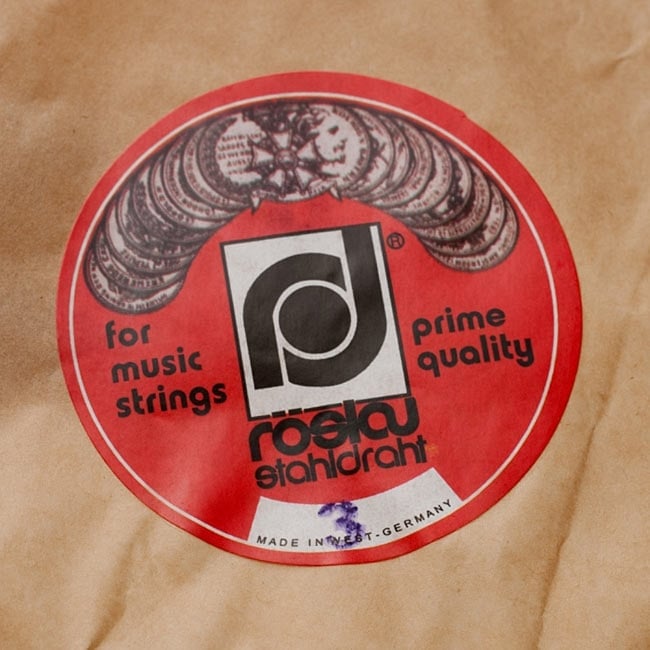 ®
for
music
strings
prime
quality
röslau
stahldraht
3
MADE IN WEST-GERMANY